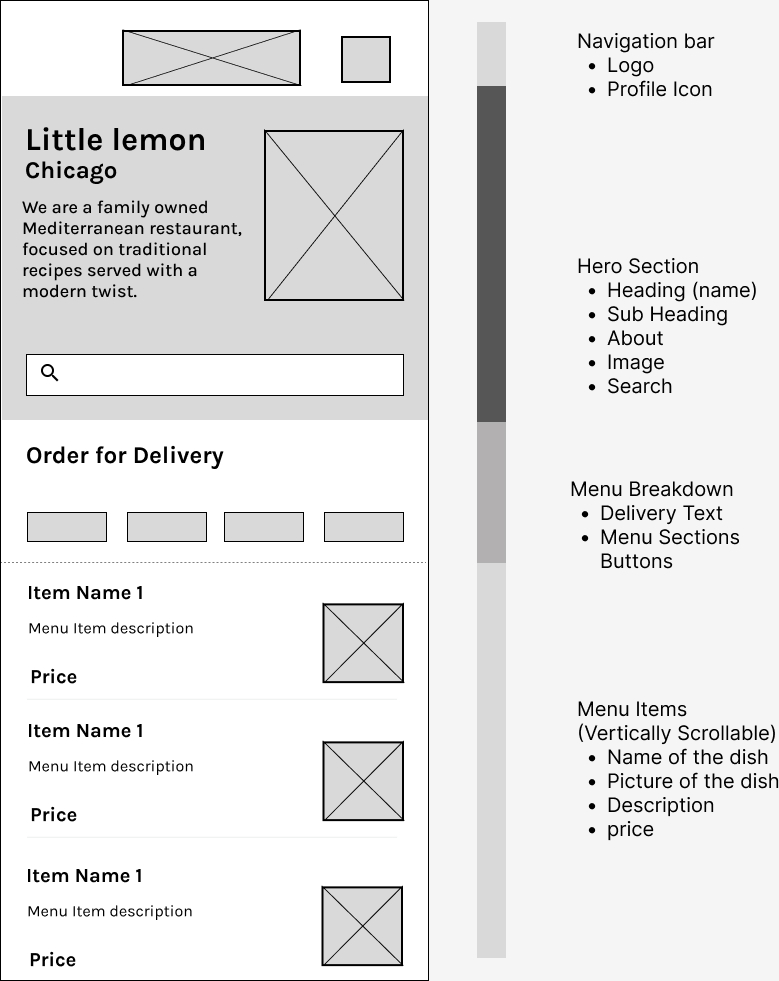 Little lemon
Chicago
We are a family owned
Mediterranean restaurant,
focused on traditional
recipes served with a
modern twist.
Order for Delivery
Item Name 1
Menu Item description
Price
Item Name 1
Menu Item description
Price
Item Name 1
Menu Item description
Price
Navigation bar
• Logo
• Profile Icon
Hero Section
• Heading (name)
• Sub Heading
• About
• Image
• Search
Menu Breakdown
• Delivery Text
• Menu Sections
Buttons
Menu Items
(Vertically Scrollable)
• Name of the dish
• Picture of the dish
• Description
• price